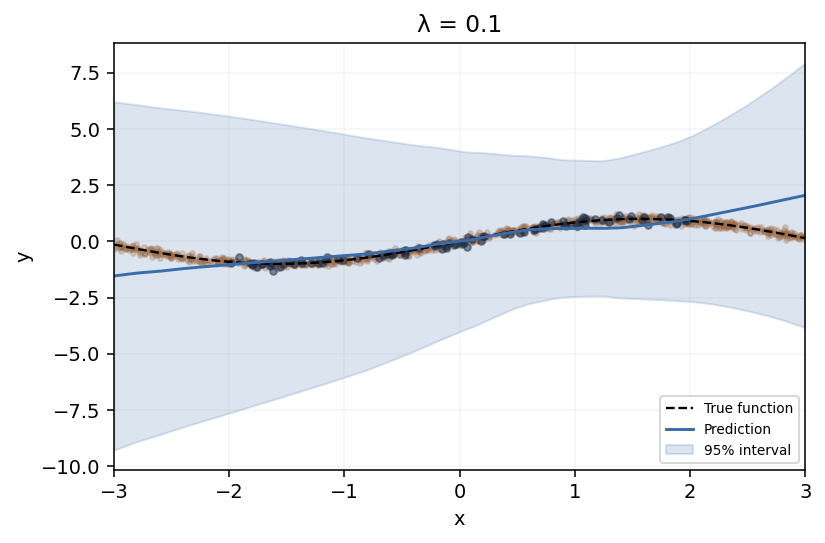 λ = 0.1
y
7.5
5.0
2.5
0.0
−2.5
−5.0
−7.5
−10.0
True function
Prediction
95% interval
−3
−2
−1
0
1
2
3
x